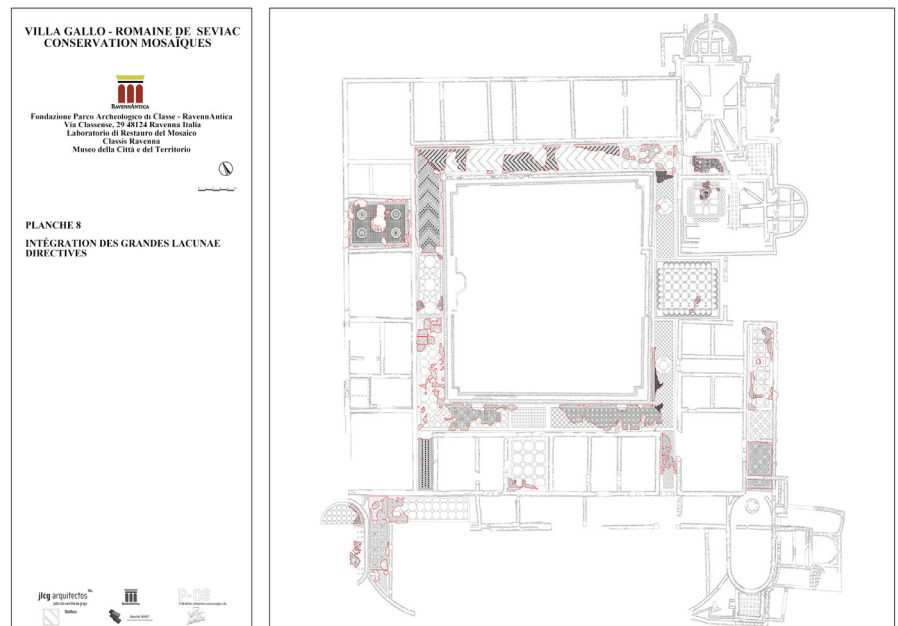 VILLA GALLO - ROMAINE DE SEVIAC
CONSERVATION MOSAÏQUES
RAVENNANTICA
Fondazione Parco Archeologico di Classe - RavennAntica
Via Classense, 29 48124 Ravenna Italia
Laboratorio di Restauro del Mosaico
Classis Ravenna
Museo della Città e del Territorio
PLANCHE 8
INTÉGRATION DES GRANDES LACUNAE
DIRECTIVES
jlcg arquitectos
RAVENNANTICA
P-06